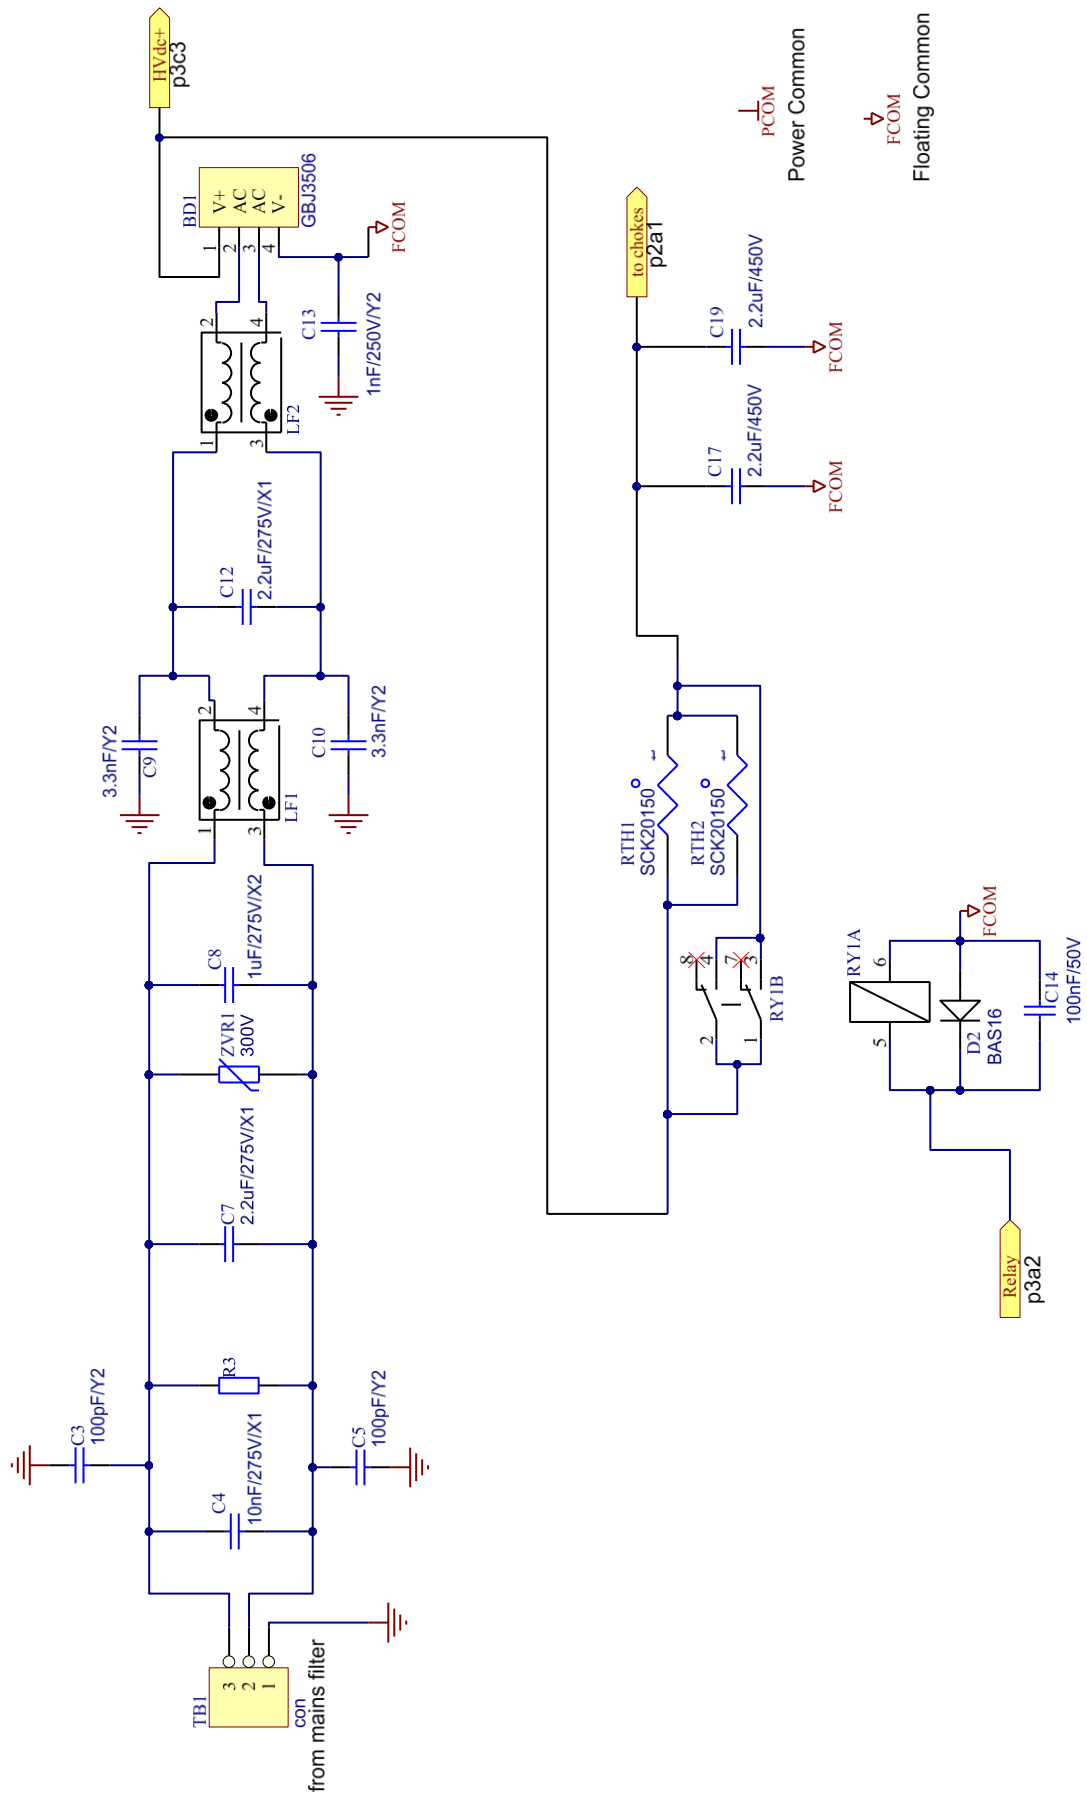 TB1
3
2
1
con
from mains filter
C4
10nF/275V/X1
C3
100pF/Y2
C5
100pF/Y2
R3
C7
2.2uF/275V/X1
ZVR1
300V
C8
1uF/275V/X2
1
3
2
4
LF1
3.3nF/Y2
C9
C10
3.3nF/Y2
C12
2.2uF/275V/X1
1
3
2
4
LF2
C13
1nF/250V/Y2
FCOM
BD1
1
2
3
4
V+
AC
AC
V-
GBJ3506
HVdc+
p3c3
RY1B
2
1
8
4
7
3
RTH1
SCK20150
RTH2
SCK20150
C17
2.2uF/450V
FCOM
C19
2.2uF/450V
FCOM
to chokes
p2a1
PCOM
Power Common
FCOM
Floating Common
Relay
p3a2
RY1A
5
6
D2
BAS16
C14
100nF/50V
FCOM